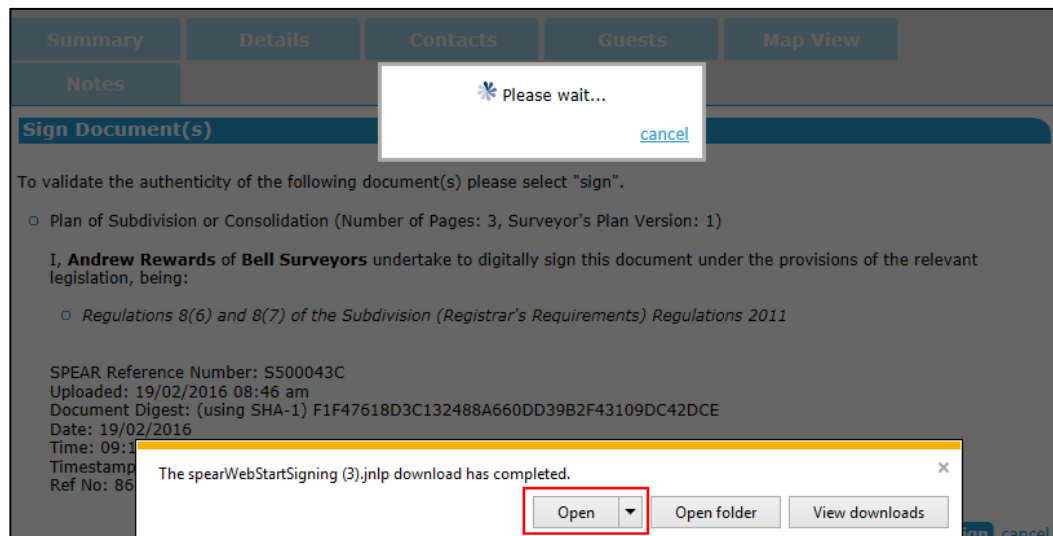 Summary Details Contacts Guests Map View
Notes
Please wait...
cancel
Sign Document(s)
To validate the authenticity of the following document(s) please select "sign".
Plan of Subdivision or Consolidation (Number of Pages: 3, Surveyor's Plan Version: 1)
I, Andrew Rewards of Bell Surveyors undertake to digitally sign this document under the provisions of the relevant
legislation, being:
Regulations 8(6) and 8(7) of the Subdivision (Registrar's Requirements) Regulations 2011
SPEAR Reference Number: S500043C
Uploaded: 19/02/2016 08:46 am
Document Digest: (using SHA-1) F1F47618D3C132488A660DD39B2F43109DC42DCE
Date: 19/02/2016
Time: 09:1
Timestamp
Ref No: 86
The spearWebStartSigning (3).jnlp download has completed.
Open Open folder View downloads
cancel